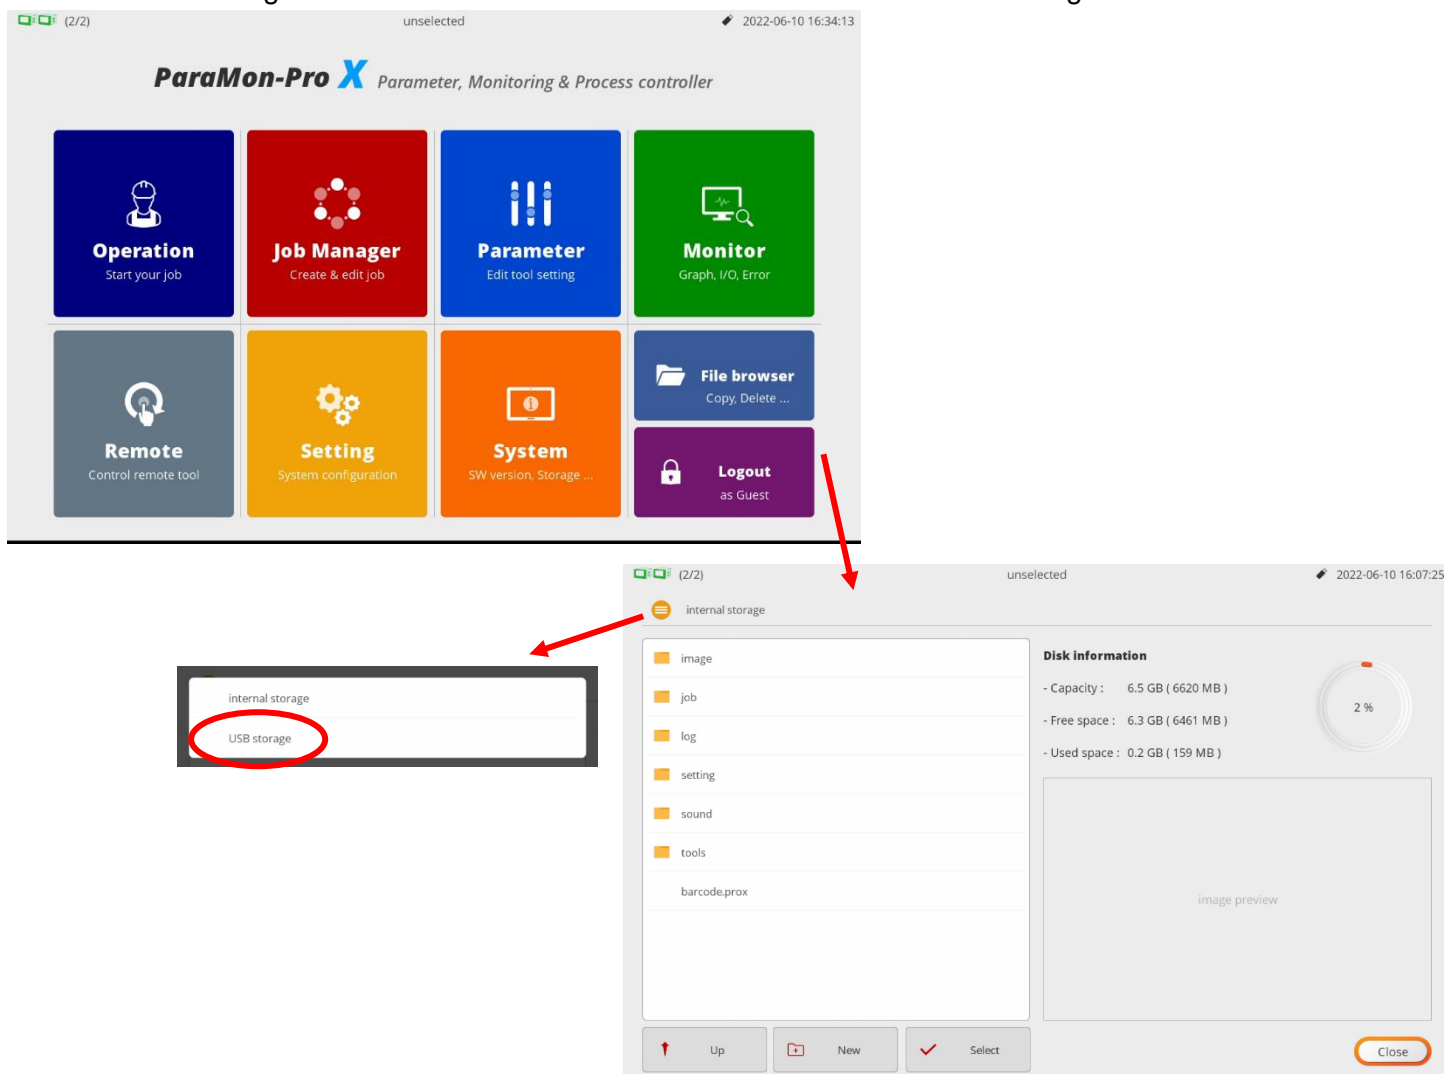 (2/2) unselected 2022-06-10 16:34:13
ParaMon-Pro X Parameter, Monitoring & Process controller
Operation
Start your job
Job Manager
Create & edit job
Parameter
Edit tool setting
Monitor
Graph, I/O, Error
Remote
Control remote tool
Setting
System configuration
System
SW version, Storage ...
File browser
Copy, Delete ...
Logout
as Guest
(2/2) unselected 2022-06-10 16:07:25
internal storage
internal storage
USB storage
image
job
log
setting
sound
tools
barcode.prox
Disk information
- Capacity : 6.5 GB ( 6620 MB )
- Free space : 6.3 GB ( 6461 MB )
- Used space : 0.2 GB ( 159 MB )
2 %
image preview
Up
New
Select
Close